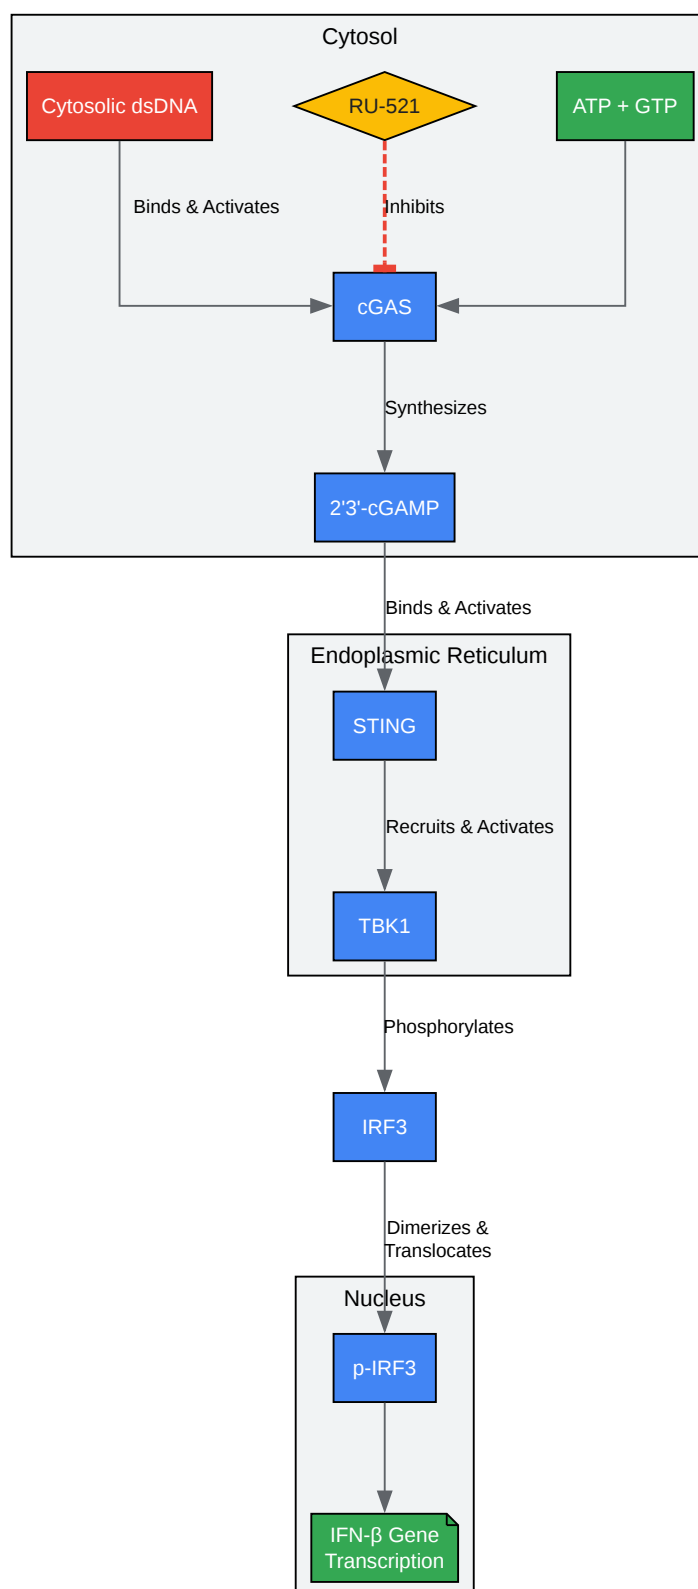 Cytosol
Cytosolic dsDNA
RU-521
ATP + GTP
Binds & Activates
Inhibits
cGAS
Synthesizes
2'3'-cGAMP
Binds & Activates
Endoplasmic Reticulum
STING
Recruits & Activates
TBK1
Phosphorylates
IRF3
Dimerizes &
Translocates
Nucleus
p-IRF3
IFN-β Gene
Transcription